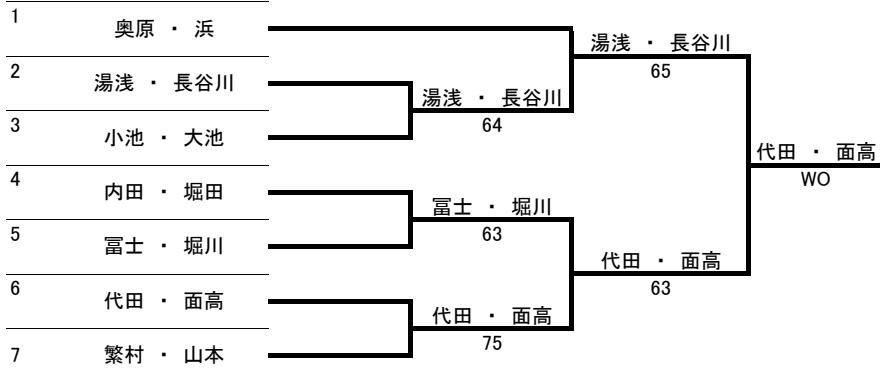 1 奥原 ・ 浜
2 湯浅 ・ 長谷川
3 小池 ・ 大池
4 内田 ・ 堀田
5 冨士 ・ 堀川
6 代田 ・ 面高
7 繁村 ・ 山本
湯浅 ・ 長谷川
64
冨士 ・ 堀川
63
代田 ・ 面高
75
湯浅 ・ 長谷川
65
代田 ・ 面高
63
代田 ・ 面高
WO